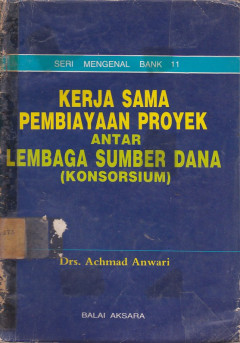 SERI MENGENAL BANK 11
KERJA SAMA
PEMBIAYAAN PROYEK
ANTAR
LEMBAGA SUMBER DANA
(KONSORSIUM)
Drs. Achmad Anwari
BALAI AKSARA